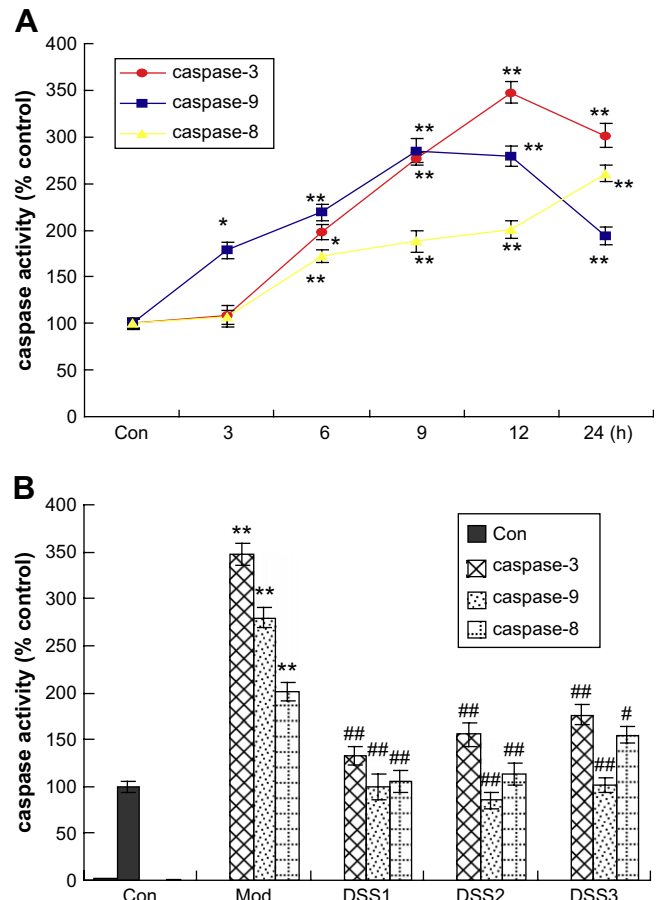 A
400
350
300
250
200
150
100
50
0
caspase activity (% control)
caspase-3
caspase-9
caspase-8
*
**
*
**
**
**
**
**
**
**
**
**
Con 3 6 9 12 24 (h)
B
400
350
300
250
200
150
100
50
0
caspase activity (% control)
Con
caspase-3
caspase-9
caspase-8
**
**
**
## ## ##
## ## ##
## ## #
Con Mod DSS1 DSS2 DSS3